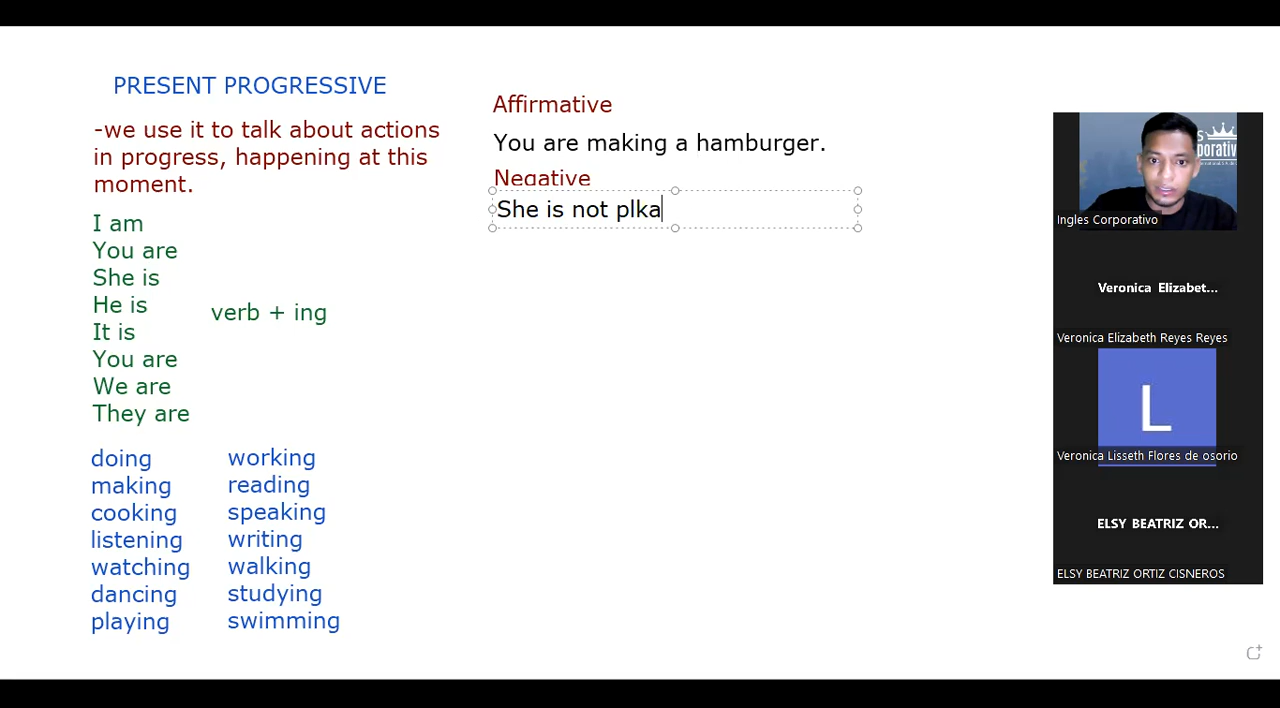 PRESENT PROGRESSIVE
-we use it to talk about actions
in progress, happening at this
moment.
I am
You are
She is
He is
It is
You are
We are
They are
verb + ing
doing
making
cooking
listening
watching
dancing
playing
working
reading
speaking
writing
walking
studying
swimming
Affirmative
You are making a hamburger.
Negative
She is not plka
Ingles Corporativo
Veronica Elizabet...
Veronica Elizabeth Reyes Reyes
L
Veronica Lisseth Flores de osorio
ELSY BEATRIZ OR...
ELSY BEATRIZ ORTIZ CISNEROS